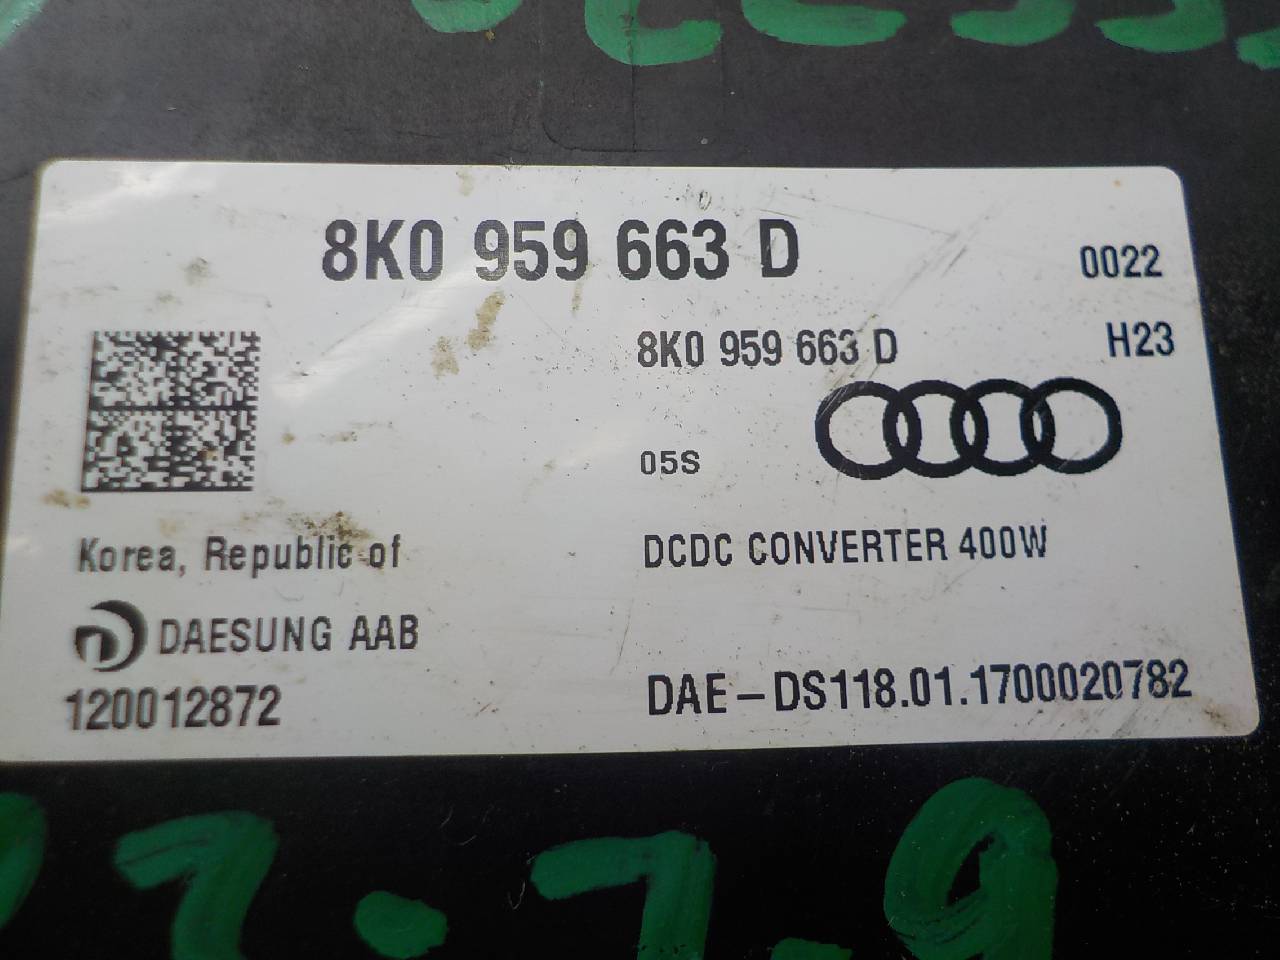 8K0 959 663 D
0022
8K0 959 663 D
H23
05S
Korea, Republic of
DCDC CONVERTER 400W
DAESUNG AAB
120012872
DAE-DS118.01.1700020782